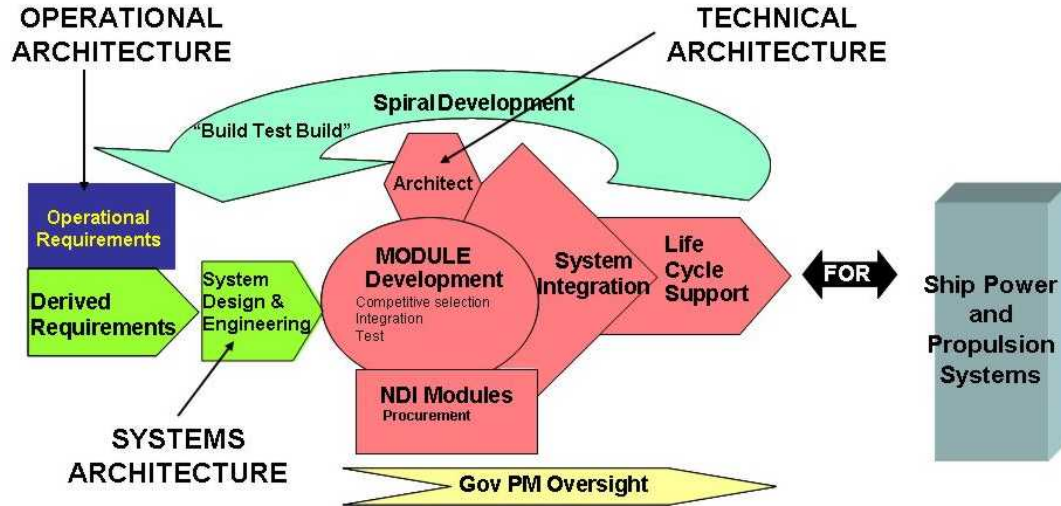 OPERATIONAL
ARCHITECTURE
TECHNICAL
ARCHITECTURE
Spiral Development
“Build Test Build”
Architect
Operational
Requirements
Derived
Requirements
System
Design &
Engineering
MODULE
Development
Competitive selection
Integration
Test
System
Integration
Life
Cycle
Support
FOR
Ship Power
and
Propulsion
Systems
NDI Modules
Procurement
SYSTEMS
ARCHITECTURE
Gov PM Oversight